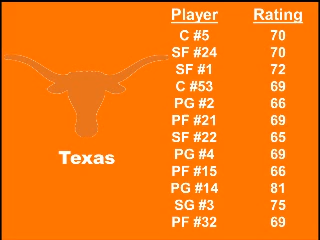 Player Rating
C #5 70
SF #24 70
SF #1 72
C #53 69
PG #2 66
PF #21 69
SF #22 65
PG #4 69
PF #15 66
PG #14 81
SG #3 75
PF #32 69
Texas